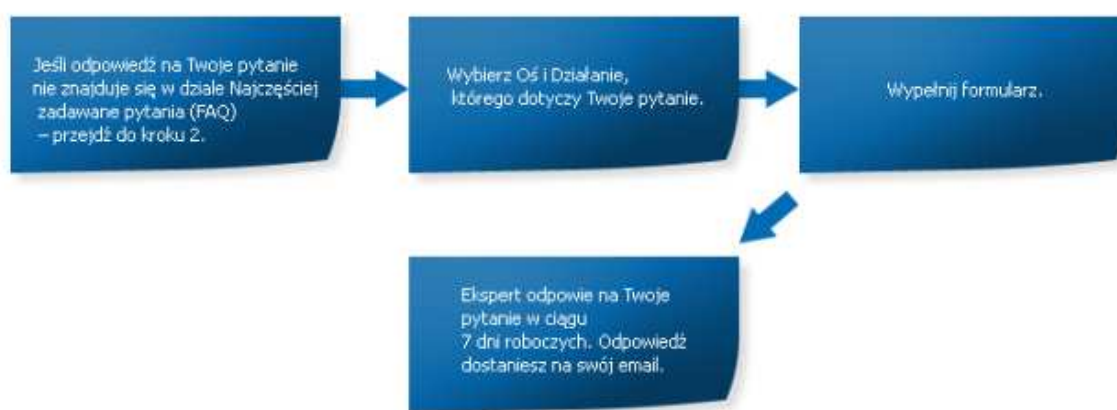 Jeśli odpowiedź na Twoje pytanie
nie znajduje się w dziale Najczęściej
zadawane pytania (FAQ)
– przejdź do kroku 2.
Wybierz Oś i Działanie,
którego dotyczy Twoje pytanie.
Wypełnij formularz.
Ekspert odpowie na Twoje
pytanie w ciągu
7 dni roboczych. Odpowiedź
dostaniesz na swój email.